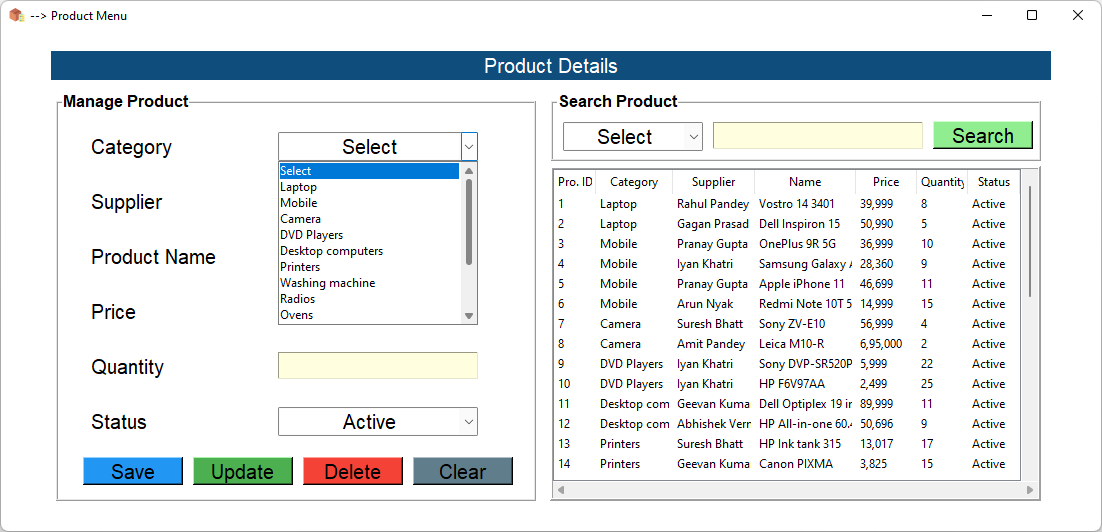 --> Product Menu
Product Details
Manage Product
Category
Select
Select
Laptop
Mobile
Camera
DVD Players
Desktop computers
Printers
Washing machine
Radios
Ovens
Supplier
Product Name
Price
Quantity
Status
Active
Save Update Delete Clear
Search Product
Select Search
Pro. ID Category Supplier Name Price Quantity Status
1 Laptop Rahul Pandey Vostro 14 3401 39,999 8 Active
2 Laptop Gagan Prasad Dell Inspiron 15 50,990 5 Active
3 Mobile Pranay Gupta OnePlus 9R 5G 36,999 10 Active
4 Mobile Iyan Khatri Samsung Galaxy 28,360 9 Active
5 Mobile Pranay Gupta Apple iPhone 11 46,699 11 Active
6 Mobile Arun Nyak Redmi Note 10T 5 14,999 15 Active
7 Camera Suresh Bhatt Sony ZV-E10 56,999 4 Active
8 Camera Amit Pandey Leica M10-R 6,95,000 2 Active
9 DVD Players Iyan Khatri Sony DVP-SR520P 5,999 22 Active
10 DVD Players Iyan Khatri HP F6V97AA 2,499 25 Active
11 Desktop com Geevan Kuma Dell Optiplex 19 in 89,999 11 Active
12 Desktop com Abhishek Vern HP All-in-one 60.4 50,696 9 Active
13 Printers Suresh Bhatt HP Ink tank 315 13,017 17 Active
14 Printers Geevan Kuma Canon PIXMA 3,825 15 Active